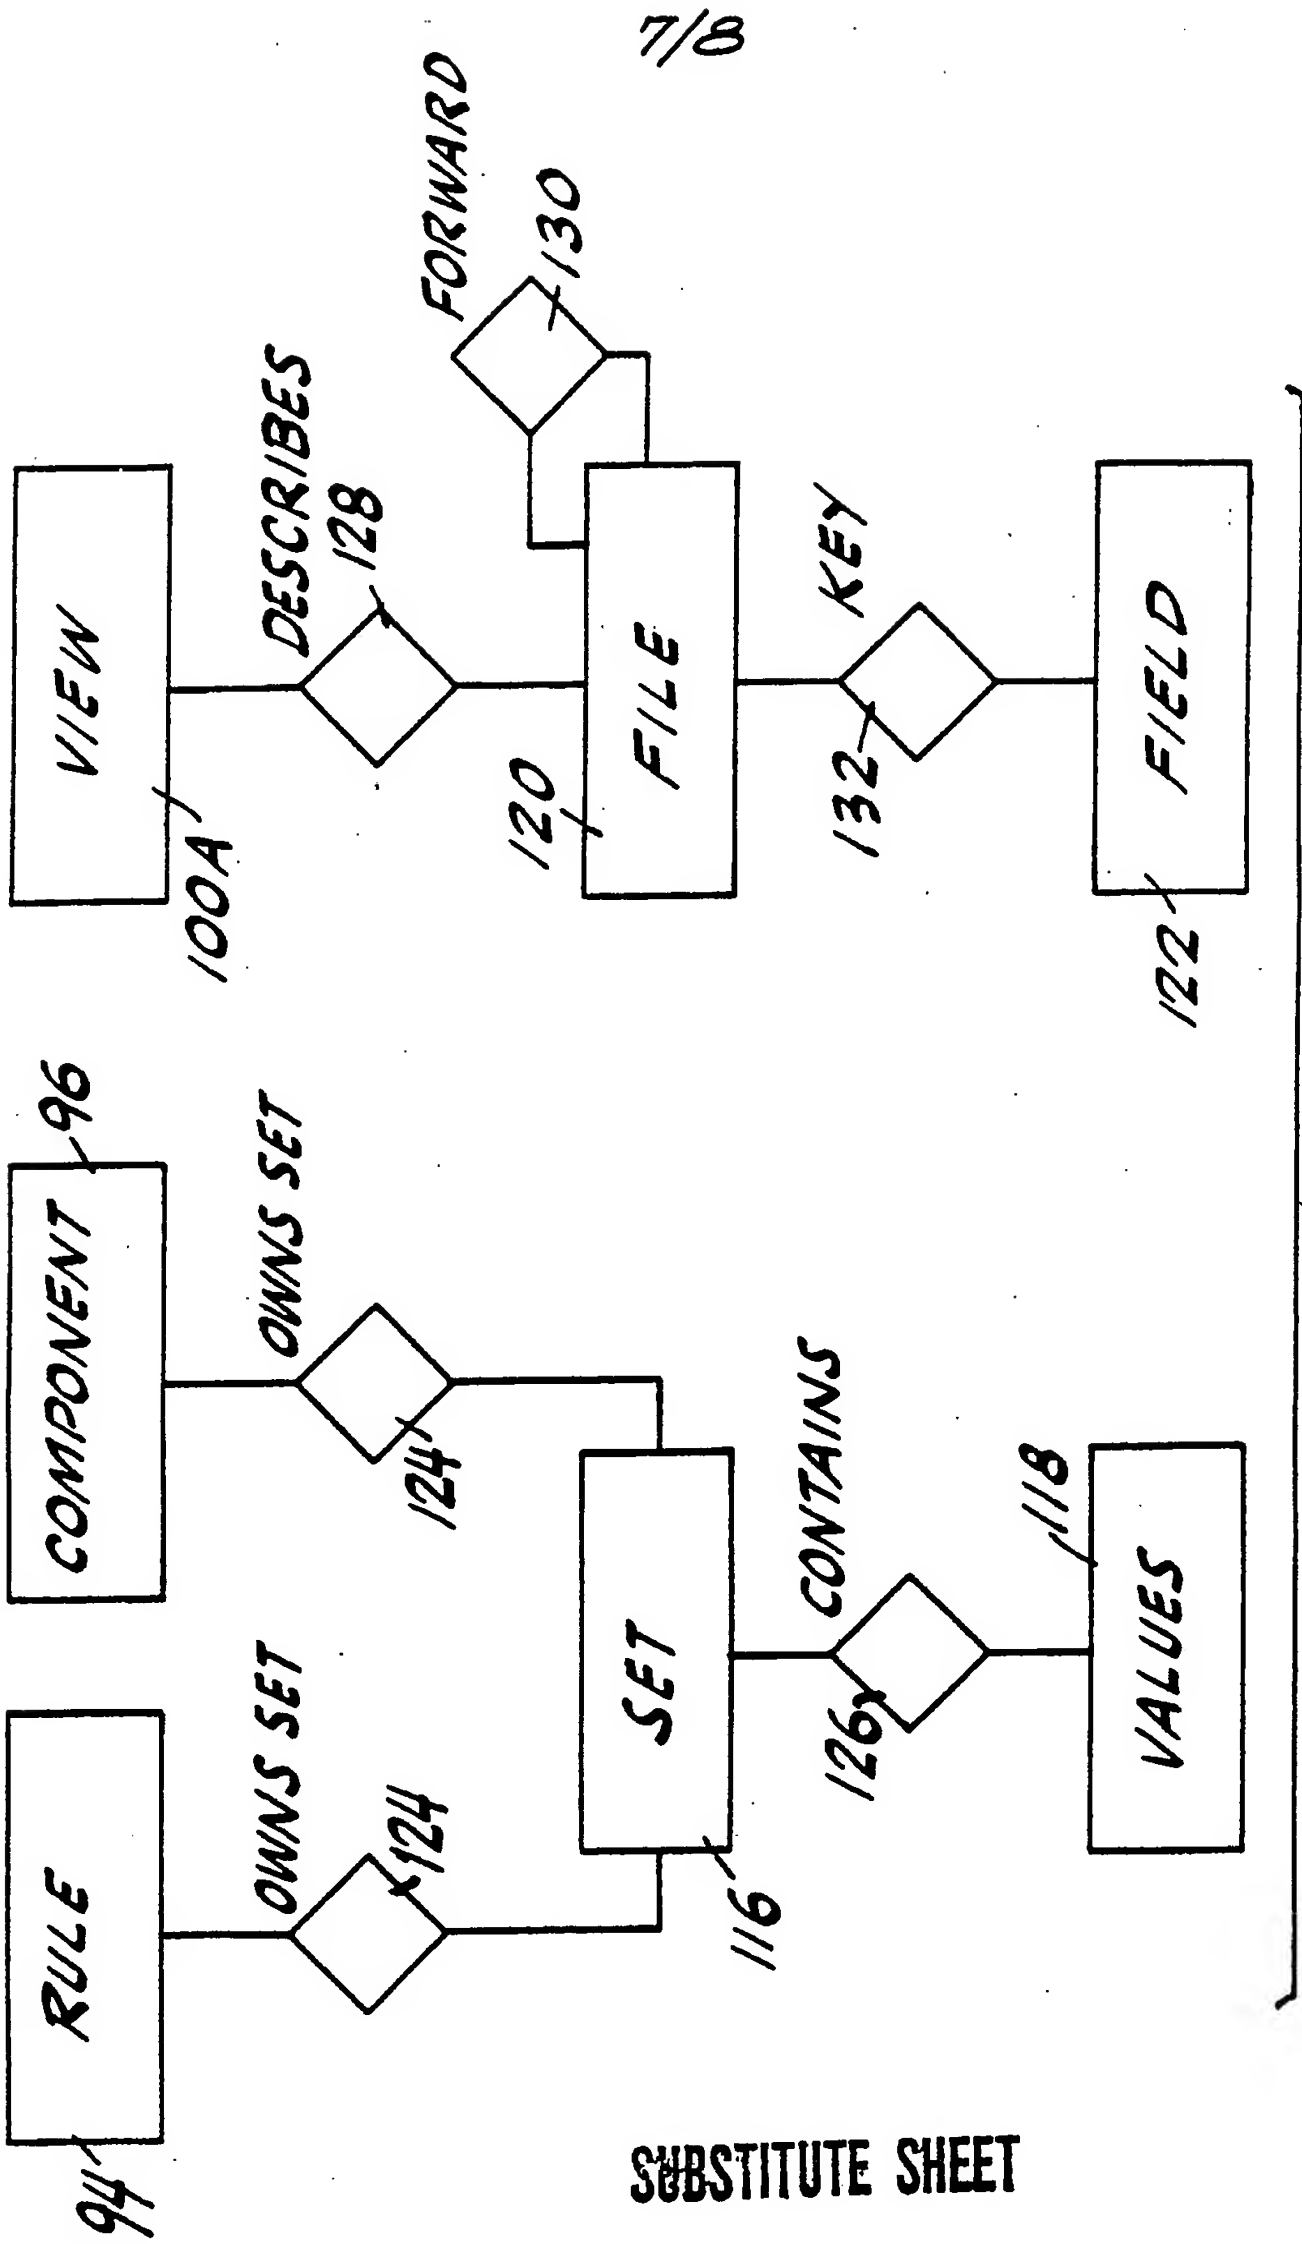 7/8
RULE
94
COMPONENT
96
VIEW
100A
OWNS SET
124
OWNS SET
124
DESCRIBES
128
FORWARD
130
SET
116
FILE
120
CONTAINS
126
KEY
132
VALUES
118
FIELD
122
SUBSTITUTE SHEET